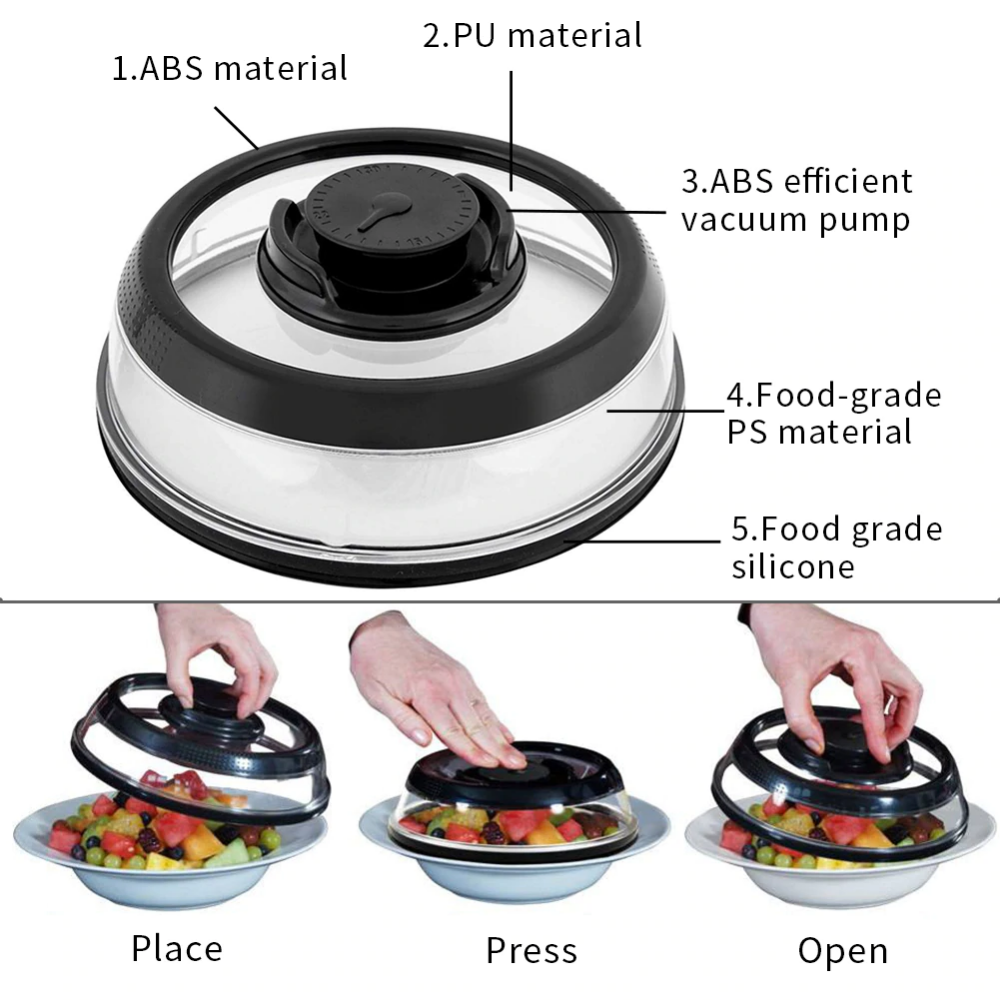 2.PU material
1.ABS material
3.ABS efficient
vacuum pump
4.Food-grade
PS material
5.Food grade
silicone
Place
Press
Open